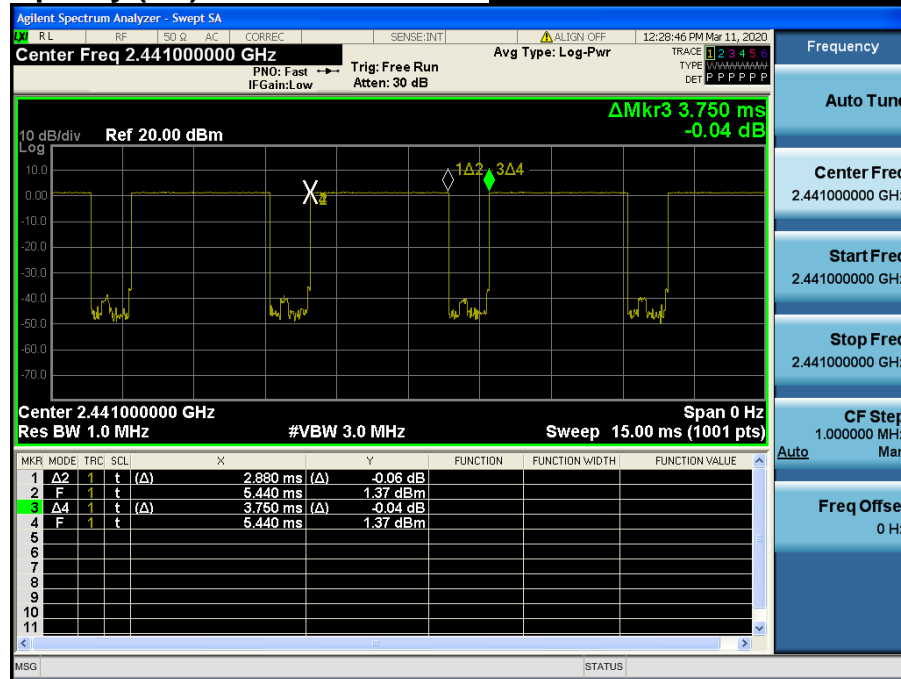 Agilent Spectrum Analyzer - Swept SA
LXI RL RF 50 Ω AC CORREC SENSE:INT ALIGN OFF 12:28:46 PM Mar 11, 2020
Center Freq 2.441000000 GHz Avg Type: Log-Pwr TRACE 1 2 3 4 5 6
PNO: Fast Trig: Free Run TYPE WWWWWW
IFGain:Low Atten: 30 dB DET P P P P P P
ΔMkr3 3.750 ms
10 dB/div Ref 20.00 dBm -0.04 dB
Log
10.0
0.00
-10.0
-20.0
-30.0
-40.0
-50.0
-60.0
-70.0
1Δ2 3Δ4
Center 2.441000000 GHz Span 0 Hz
Res BW 1.0 MHz #VBW 3.0 MHz Sweep 15.00 ms (1001 pts)
MKR MODE TRC SCL X Y FUNCTION FUNCTION WIDTH FUNCTION VALUE
1 Δ2 1 t (Δ) 2.880 ms (Δ) -0.06 dB
2 F 1 t 5.440 ms 1.37 dBm
3 Δ4 1 t (Δ) 3.750 ms (Δ) -0.04 dB
4 F 1 t 5.440 ms 1.37 dBm
5
6
7
8
9
10
11
MSG STATUS
Frequency
Auto Tune
Center Freq
2.441000000 GHz
Start Freq
2.441000000 GHz
Stop Freq
2.441000000 GHz
CF Step
1.000000 MHz
Auto Man
Freq Offset
0 Hz